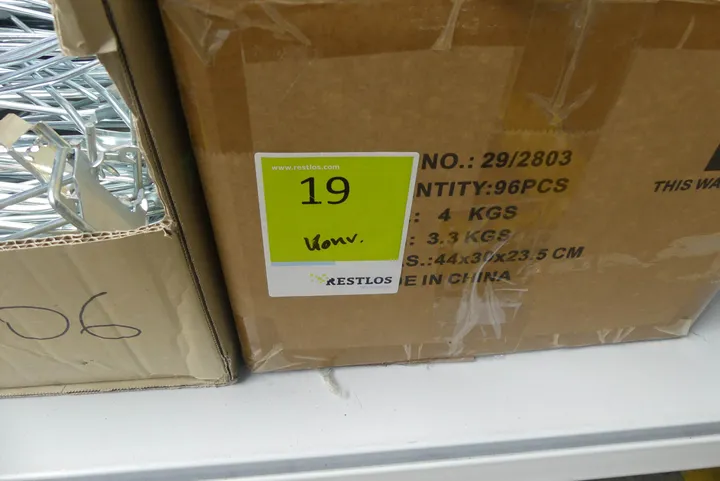 www.restlos.com
19
Konv.
RESTLOS
NO.: 29/2803
NTITY:96PCS
.: 4 KGS
: 3.3 KGS
S.:44x30x23.5 CM
E IN CHINA
THIS WA
06